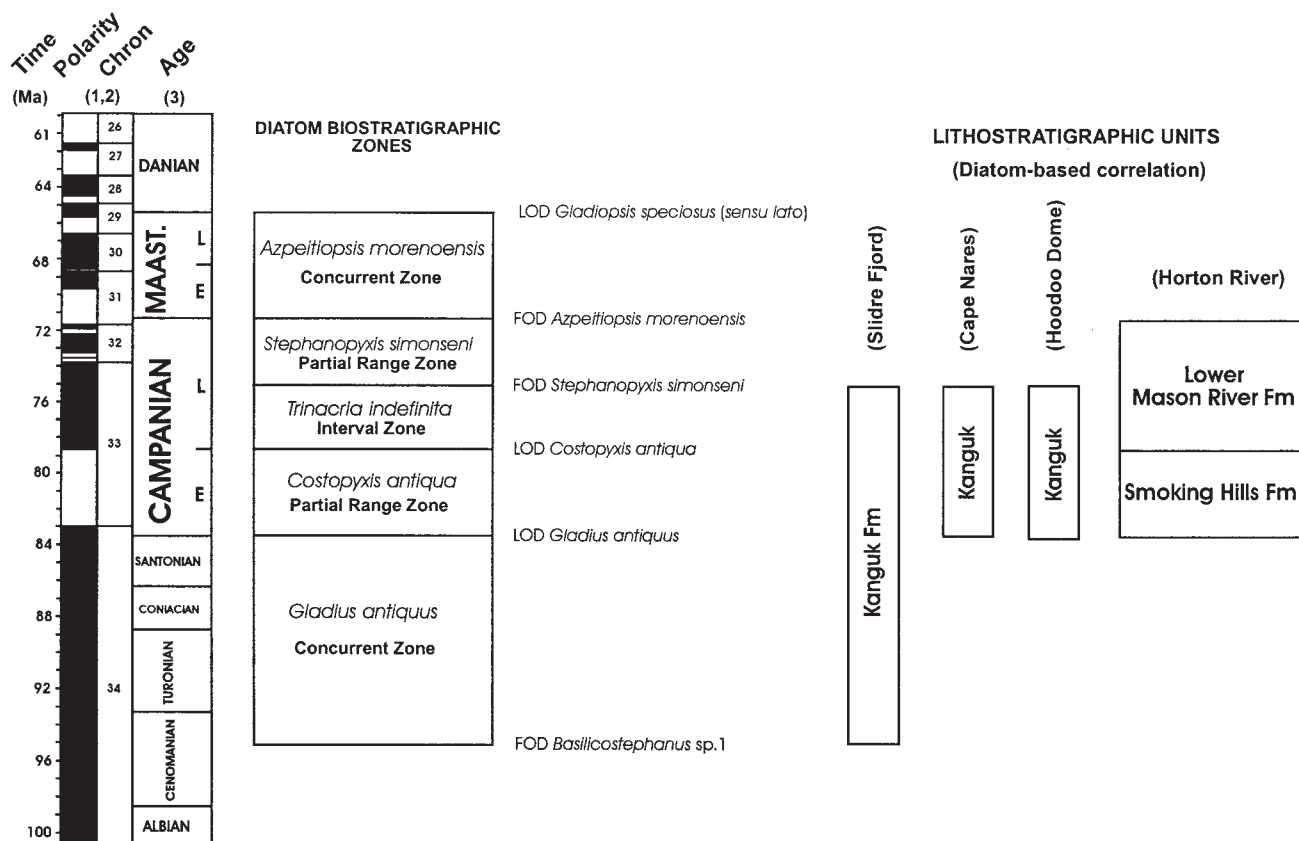 Time
Polarity
Chron
Age
(Ma)
(1,2)
(3)
61
64
68
72
76
80
84
88
92
96
100
26
27
28
29
30
31
32
33
34
DANIAN
MAAST.
L
E
CAMPANIAN
L
E
SANTONIAN
CONIACIAN
TURONIAN
CENOMANIAN
ALBIAN
DIATOM BIOSTRATIGRAPHIC
ZONES
Azpeitiopsis morenoensis
Concurrent Zone
Stephanopyxis simonseni
Partial Range Zone
Trinacria indefinita
Interval Zone
Costopyxis antiqua
Partial Range Zone
Gladius antiquus
Concurrent Zone
LOD Gladiopsis speciosus (sensu lato)
FOD Azpeitiopsis morenoensis
FOD Stephanopyxis simonseni
LOD Costopyxis antiqua
LOD Gladius antiquus
FOD Basilicostephanus sp.1
LITHOSTRATIGRAPHIC UNITS
(Diatom-based correlation)
(Slidre Fjord)
(Cape Nares)
(Hoodoo Dome)
(Horton River)
Kanguk Fm
Kanguk
Kanguk
Lower
Mason River Fm
Smoking Hills Fm